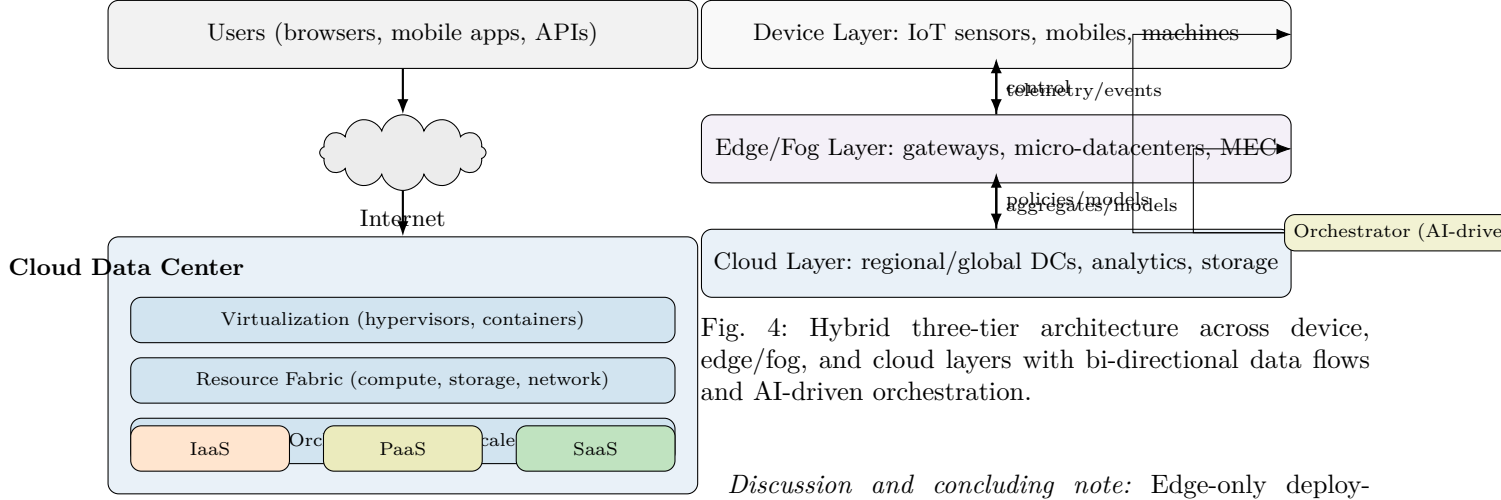 Users (browsers, mobile apps, APIs)
Internet
Cloud Data Center
Virtualization (hypervisors, containers)
Resource Fabric (compute, storage, network)
IaaS
PaaS
SaaS
Device Layer: IoT sensors, mobiles, machines
control
telemetry/events
Edge/Fog Layer: gateways, micro-datacenters, MEC
policies/models
aggregates/models
Orchestrator (AI-drive
Cloud Layer: regional/global DCs, analytics, storage
Fig. 4: Hybrid three-tier architecture across device,
edge/fog, and cloud layers with bi-directional data flows
and AI-driven orchestration.
Discussion and concluding note: Edge-only deploy-